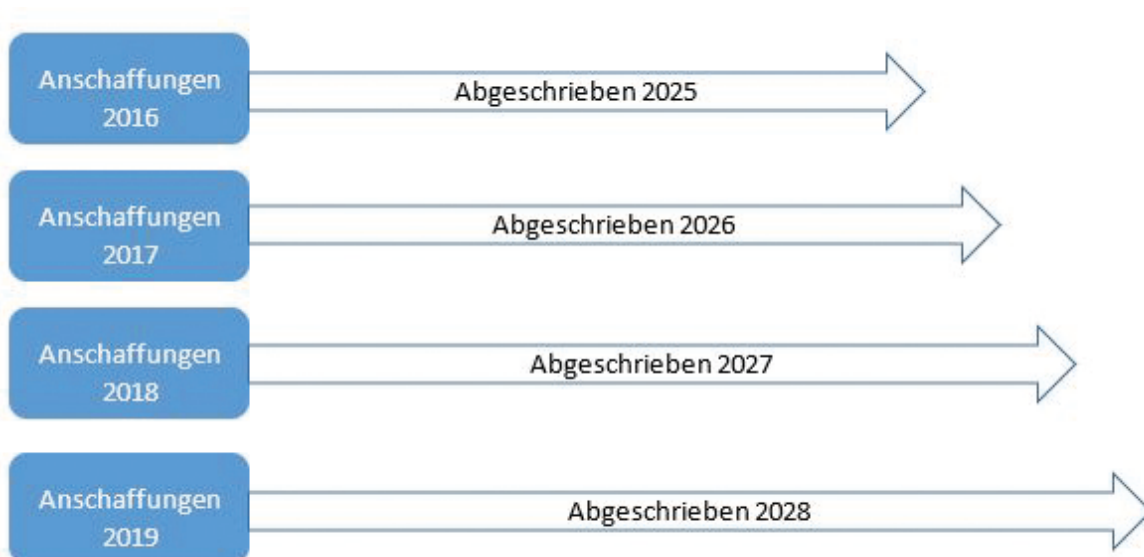 Anschaffungen
2016
Abgeschrieben 2025
Anschaffungen
2017
Abgeschrieben 2026
Anschaffungen
2018
Abgeschrieben 2027
Anschaffungen
2019
Abgeschrieben 2028